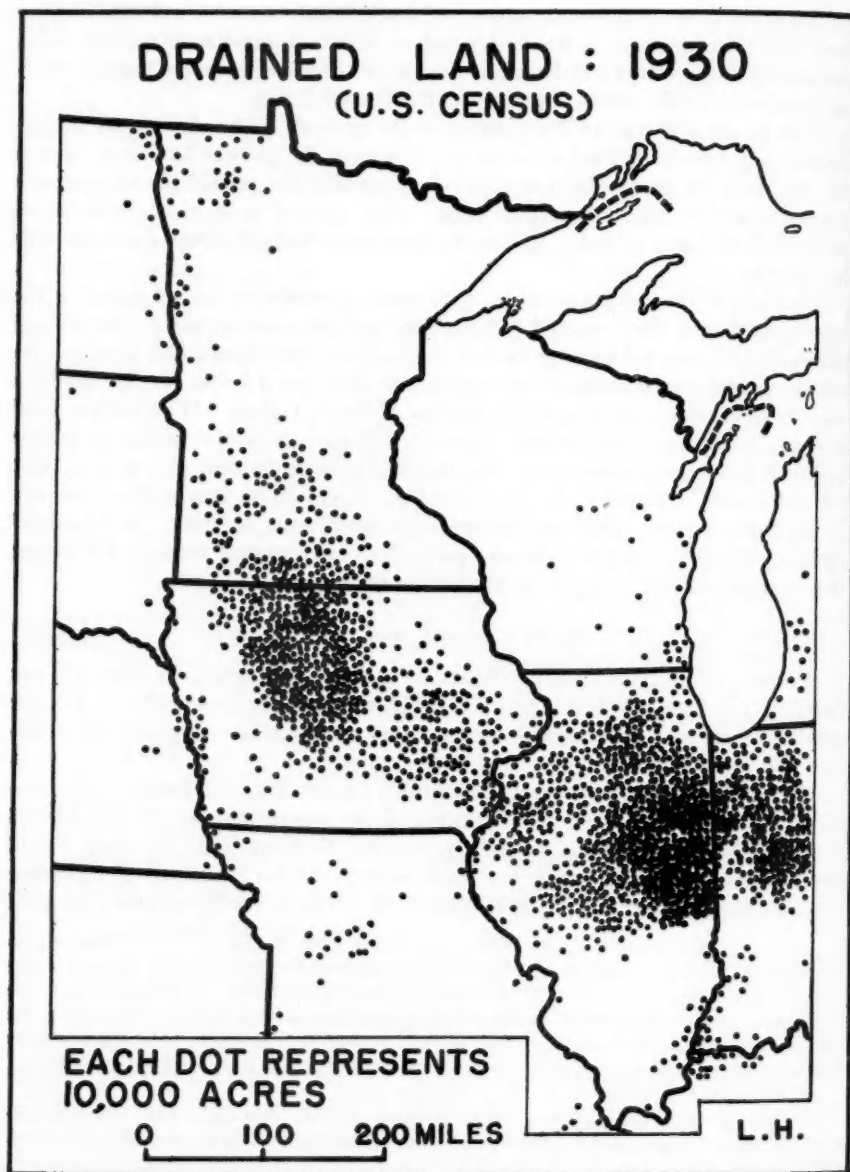 DRAINED LAND : 1930
(U.S. CENSUS)
EACH DOT REPRESENTS
10,000 ACRES
0 100 200 MILES
L.H.